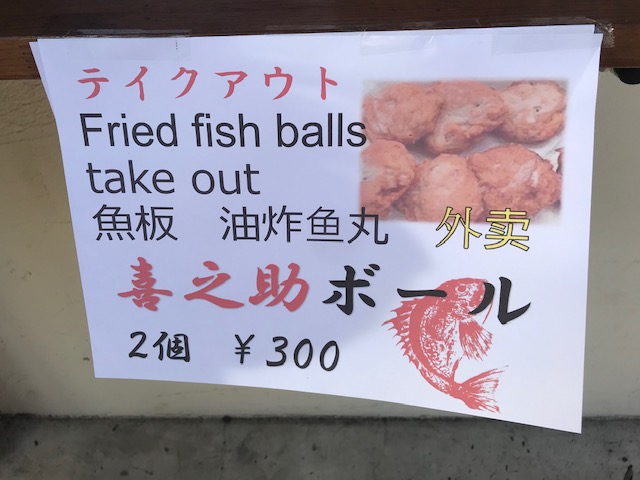 テイクアウト
Fried fish balls
take out
魚板 油炸鱼丸 外卖
喜之助ボール
2個 ¥300